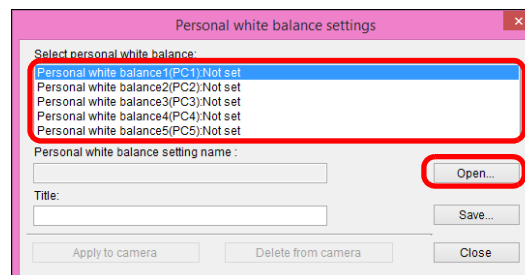 Personal white balance settings
×
Select personal white balance:
Personal white balance1(PC1):Not set
Personal white balance2(PC2):Not set
Personal white balance3(PC3):Not set
Personal white balance4(PC4):Not set
Personal white balance5(PC5):Not set
Personal white balance setting name :
Open...
Title:
Save...
Apply to camera Delete from camera Close